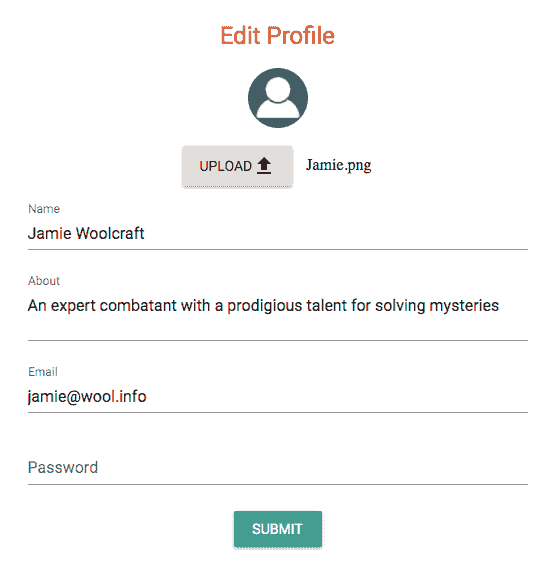 Edit Profile
UPLOAD Jamie.png
Name
Jamie Woolcraft
About
An expert combatant with a prodigious talent for solving mysteries
Email
jamie@wool.info
Password
SUBMIT